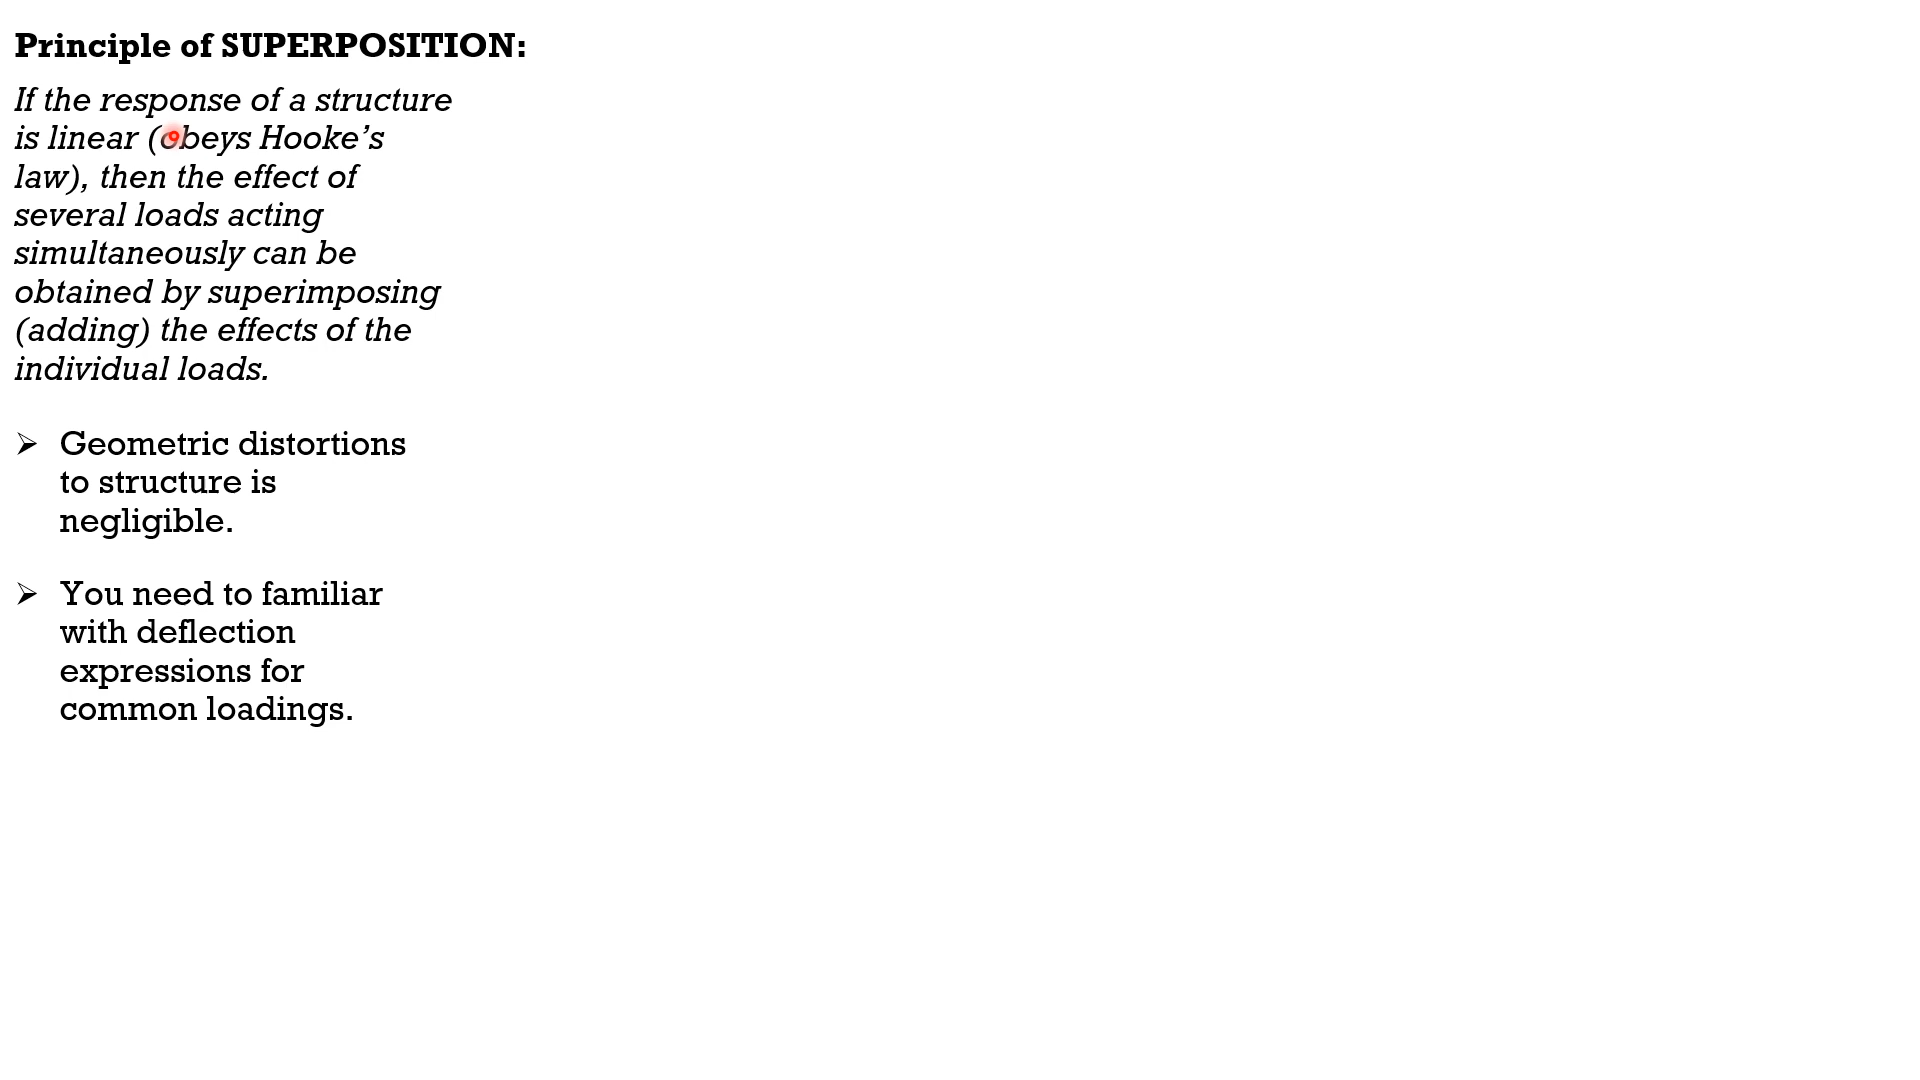 Principle of SUPERPOSITION:
If the response of a structure
is linear (obeys Hooke's
law), then the effect of
several loads acting
simultaneously can be
obtained by superimposing
(adding) the effects of the
individual loads.
➢ Geometric distortions
to structure is
negligible.
➢ You need to familiar
with deflection
expressions for
common loadings.